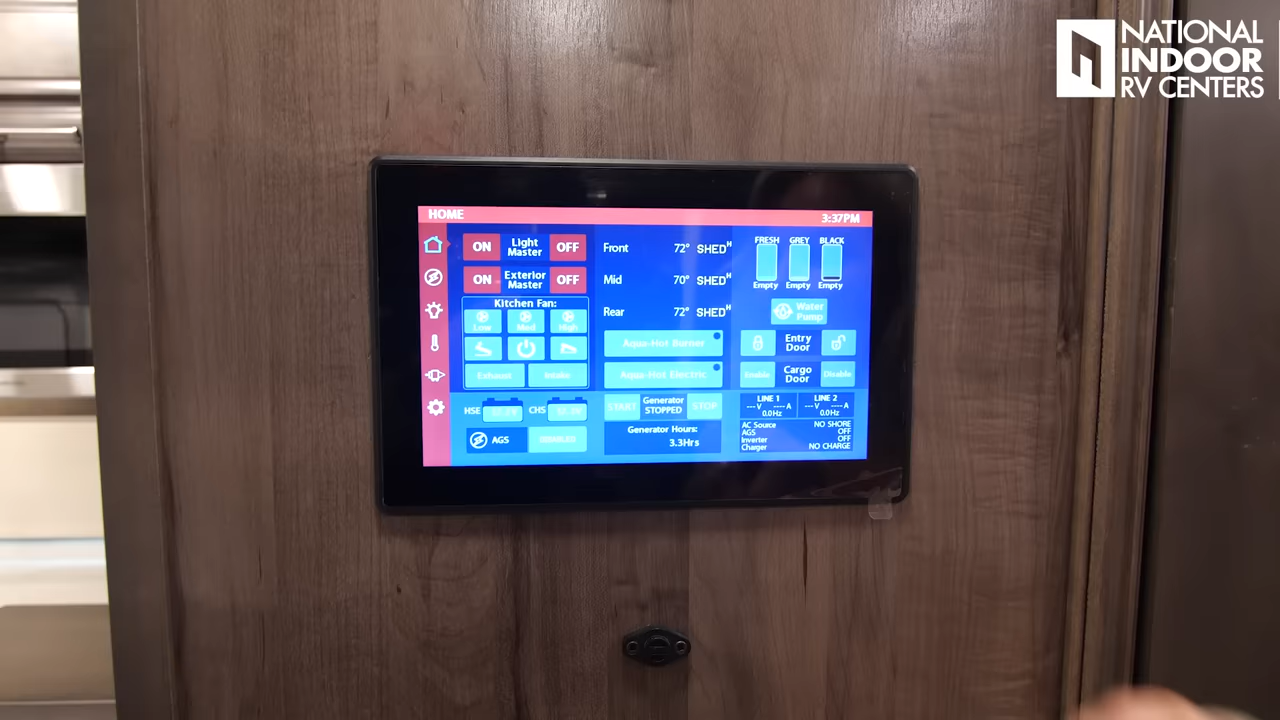 NATIONAL
INDOOR
RV CENTERS
HOME
3:37PM
ON
Light
Master
OFF
ON
Exterior
Master
OFF
Kitchen Fan:
Low
Med
High
Exhaust
Intake
Front 72° SHED H
Mid 70° SHED H
Rear 72° SHED H
Aqua-Hot Burner
Aqua-Hot Electric
FRESH GREY BLACK
Empty Empty Empty
Water
Pump
Entry
Door
Enable
Cargo
Door
Disable
HSE
CHS
AGS
START
Generator
STOPPED
STOP
Generator Hours:
3.3Hrs
LINE 1
--- V ---- A
0.0Hz
LINE 2
--- V ---- A
0.0Hz
AC Source NO SHORE
AGS OFF
Inverter OFF
Charger NO CHARGE